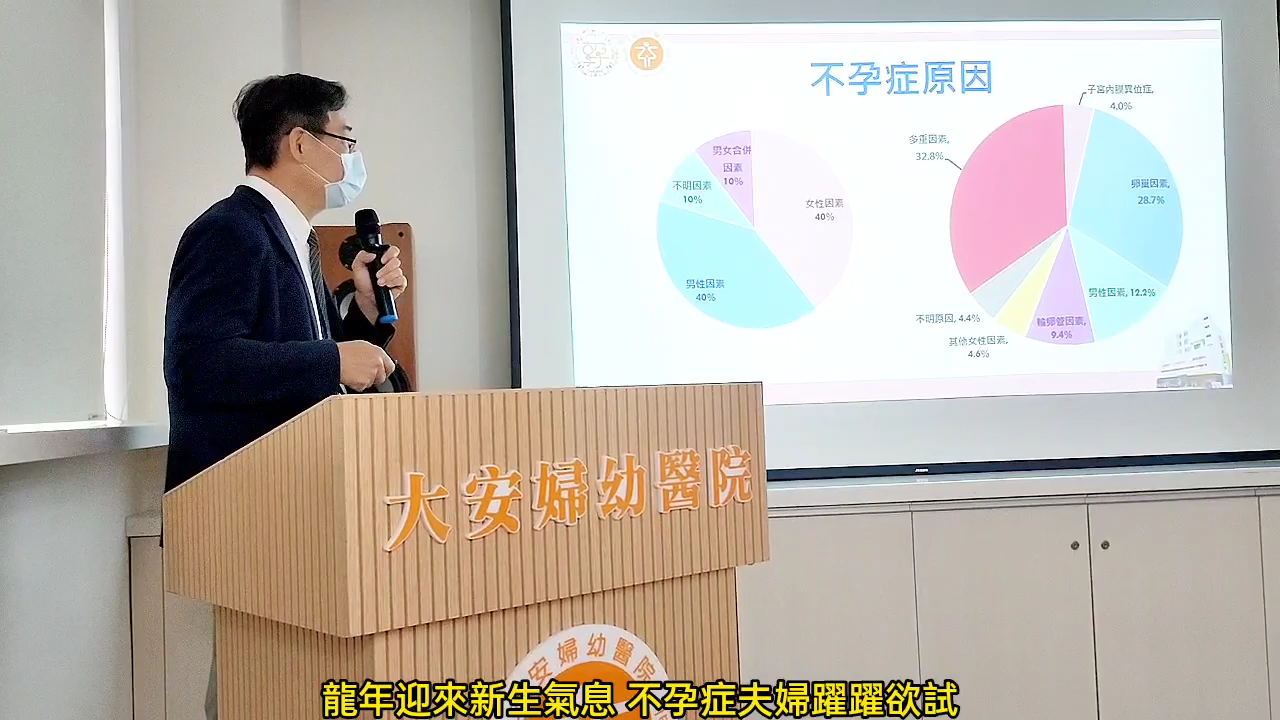 不孕症原因
男女合併
因素
10%
不明因素
10%
女性因素
40%
男性因素
40%
子宮內膜異位症,
4.0%
多重因素,
32.8%
卵巢因素,
28.7%
男性因素, 12.2%
輸卵管因素,
9.4%
不明原因, 4.4%
其他女性因素,
4.6%
大安婦幼醫院
安婦幼醫院
龍年迎來新生氣息 不孕症夫婦躍躍欲試